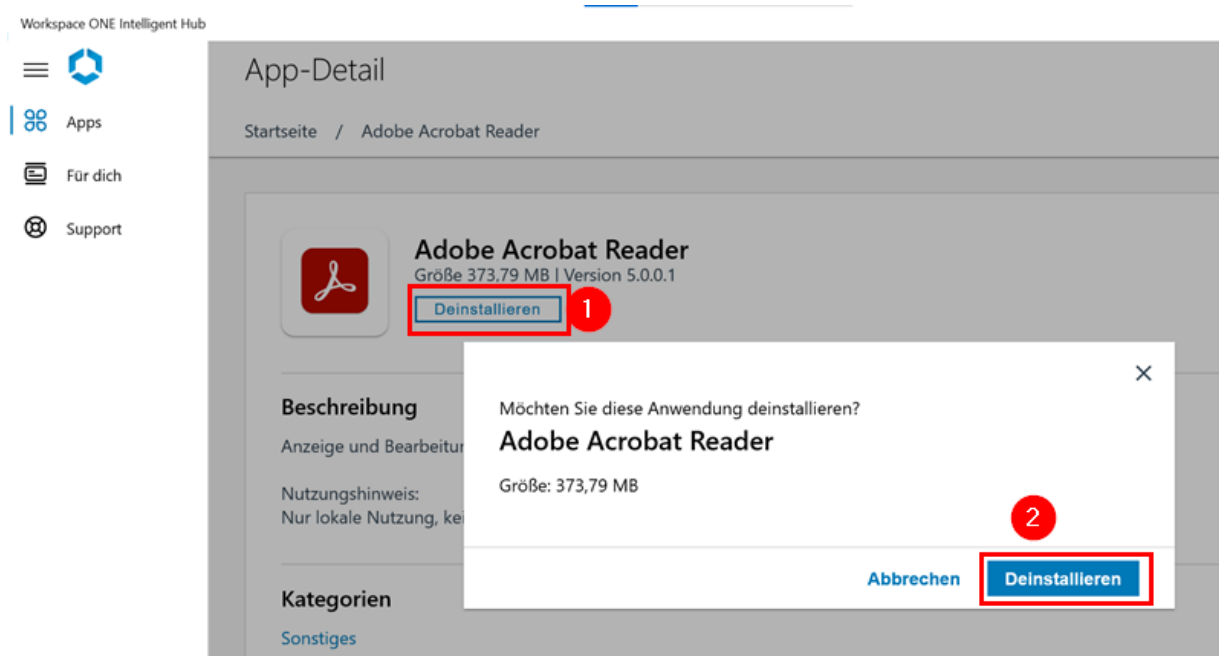 Workspace ONE Intelligent Hub
App-Detail
Apps
Startseite / Adobe Acrobat Reader
Für dich
Support
Adobe Acrobat Reader
Größe 373,79 MB | Version 5.0.0.1
Deinstallieren
1
Beschreibung
Anzeige und Bearbeitur
Nutzungshinweis:
Nur lokale Nutzung, kei
Kategorien
Sonstiges
Möchten Sie diese Anwendung deinstallieren?
Adobe Acrobat Reader
Größe: 373,79 MB
2
Abbrechen
Deinstallieren